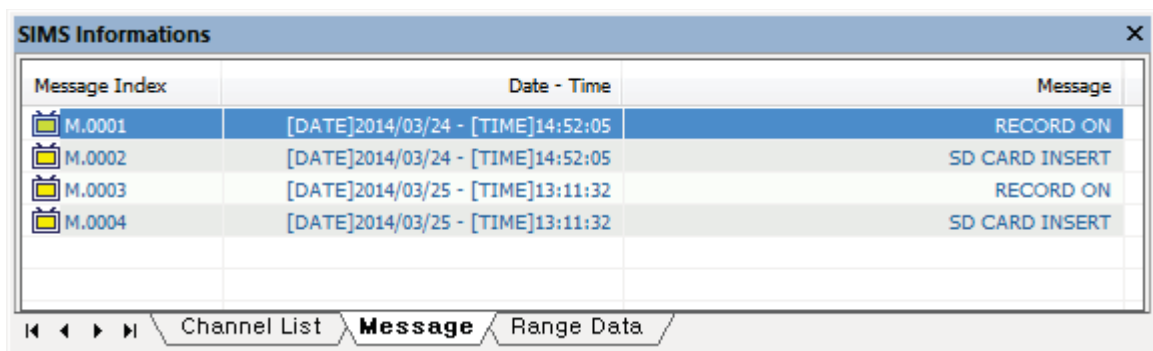 SIMS Informations
Message Index Date - Time Message
M.0001 [DATE]2014/03/24 - [TIME]14:52:05 RECORD ON
M.0002 [DATE]2014/03/24 - [TIME]14:52:05 SD CARD INSERT
M.0003 [DATE]2014/03/25 - [TIME]13:11:32 RECORD ON
M.0004 [DATE]2014/03/25 - [TIME]13:11:32 SD CARD INSERT
Channel List Message Range Data